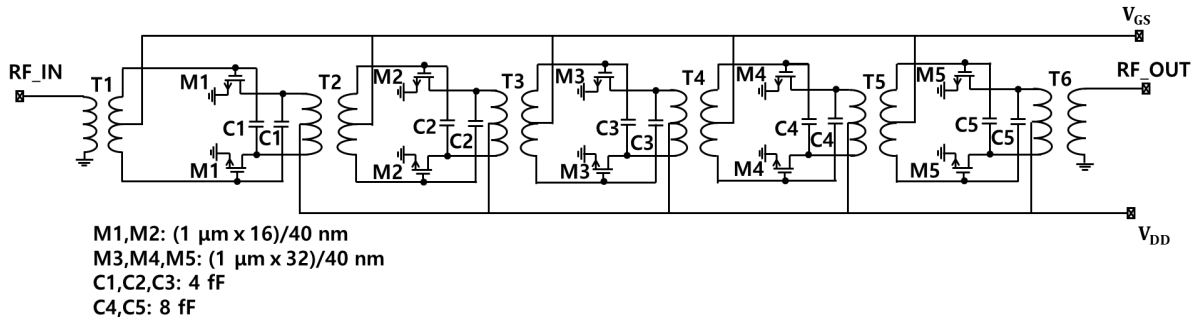 V_GS
RF_IN
RF_OUT
T1
M1
C1
C1
M1
T2
M2
C2
C2
M2
T3
M3
C3
C3
M3
T4
M4
C4
C4
M4
T5
M5
C5
C5
M5
T6
V_DD
M1,M2: (1 μm x 16)/40 nm
M3,M4,M5: (1 μm x 32)/40 nm
C1,C2,C3: 4 fF
C4,C5: 8 fF